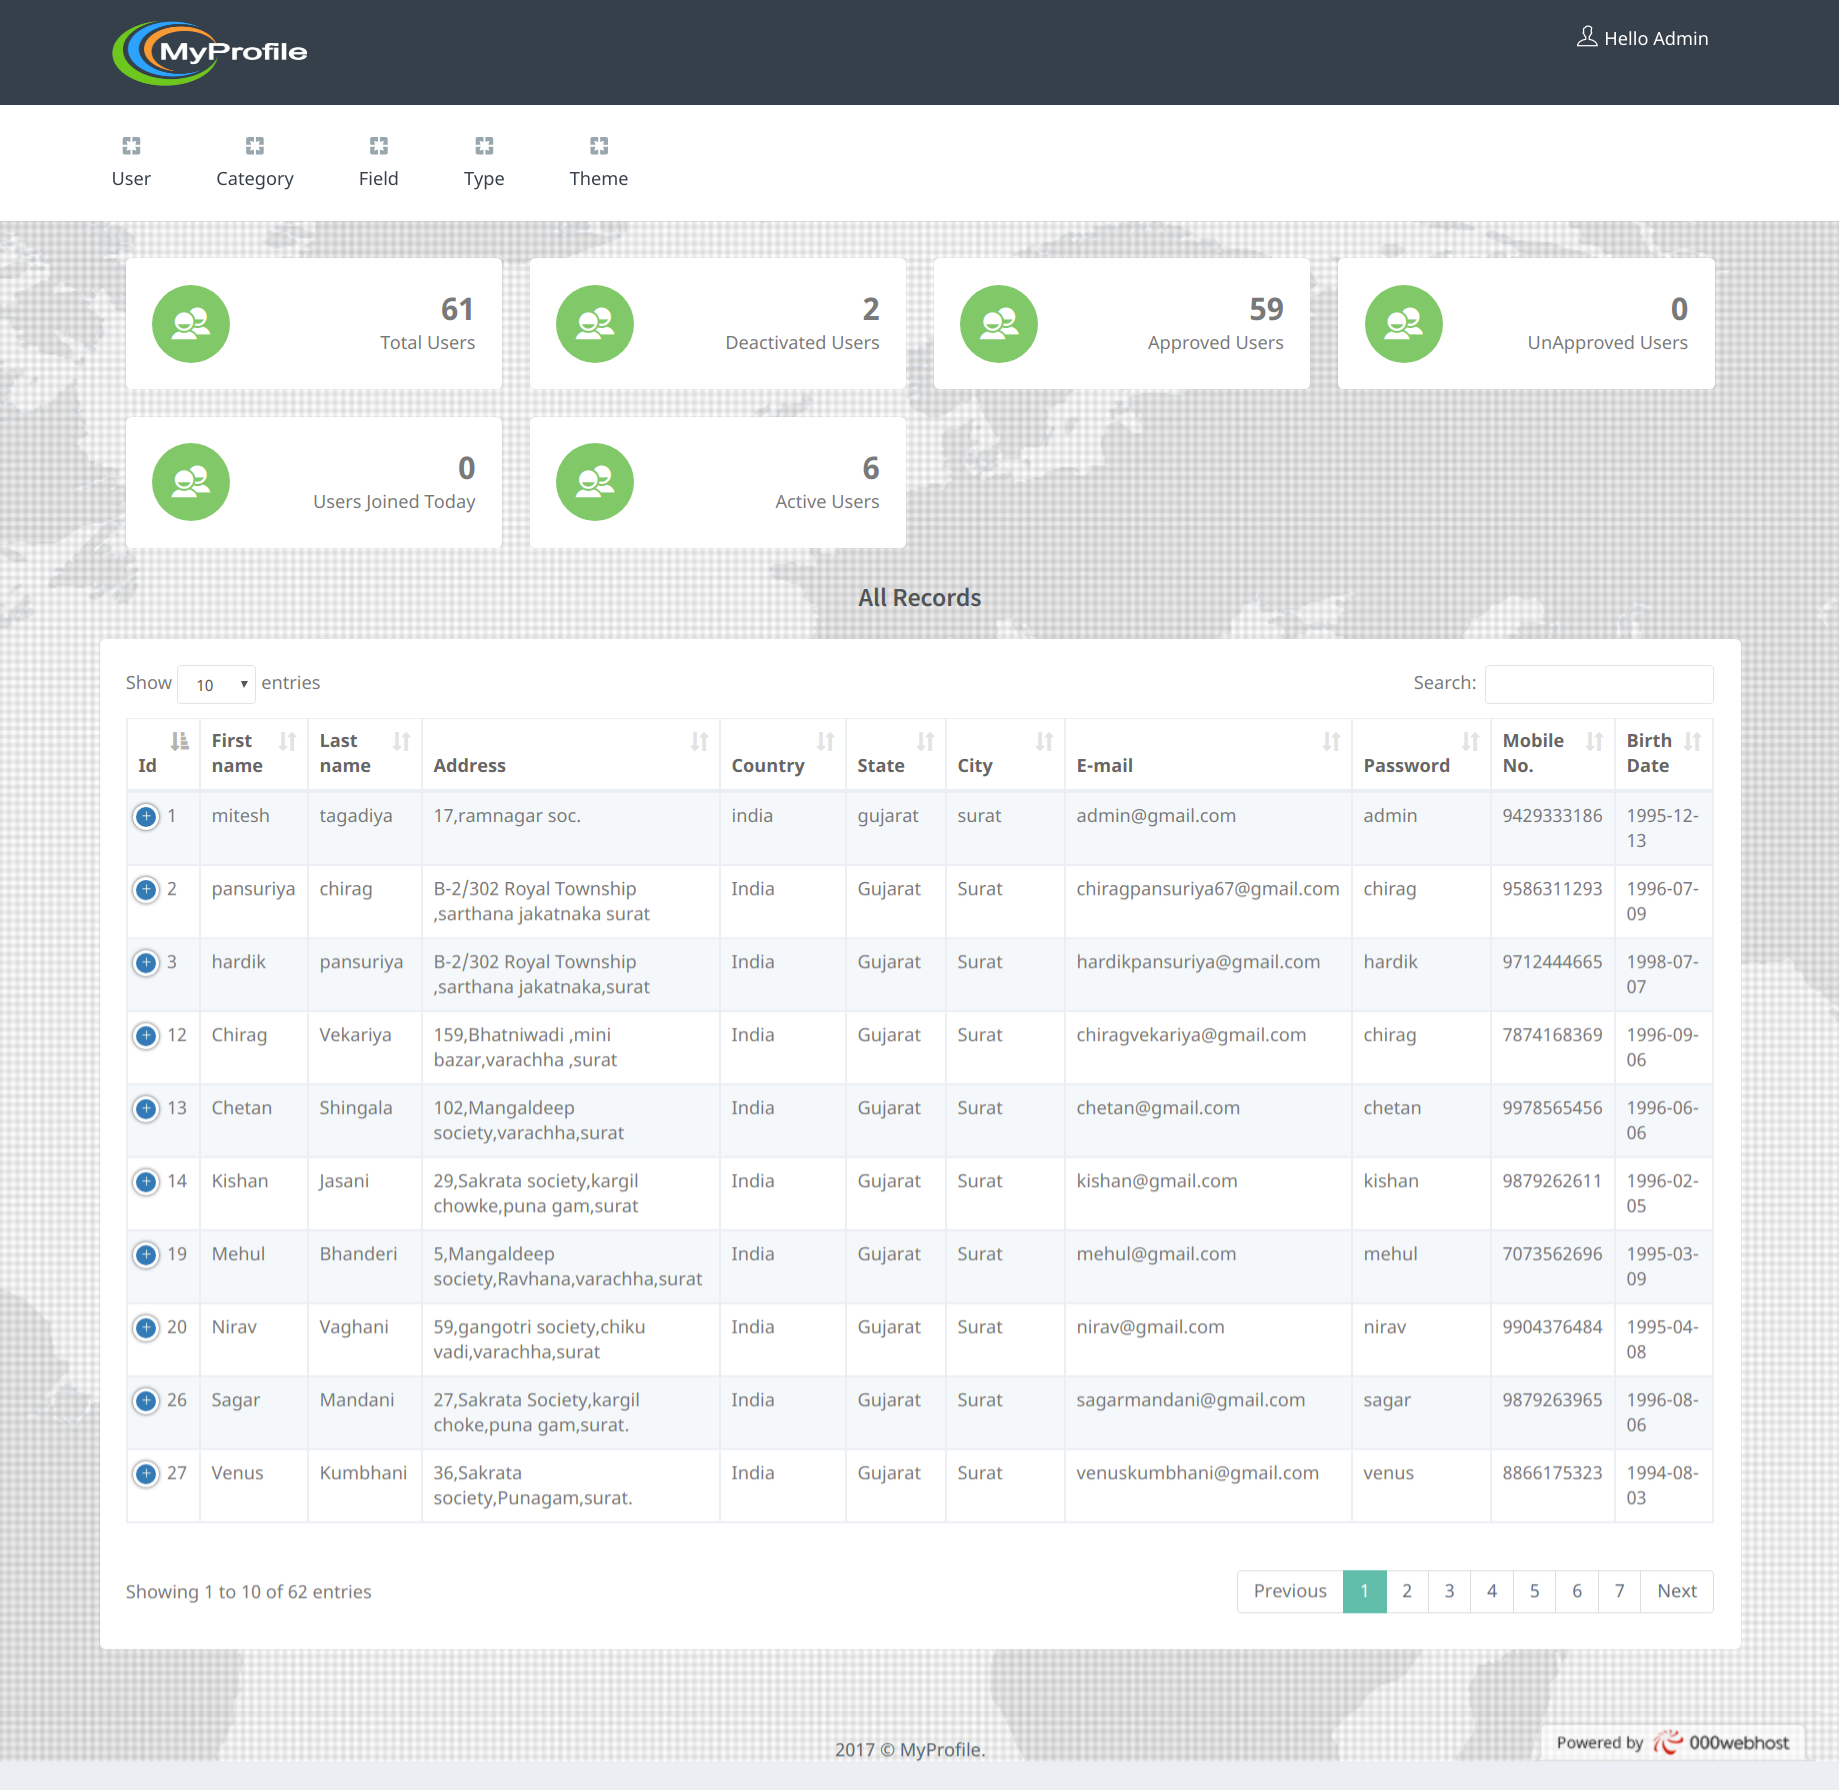 MyProfile
Hello Admin
User Category Field Type Theme
61 2 59 0
Total Users Deactivated Users Approved Users UnApproved Users
0 6
Users Joined Today Active Users
All Records
Show 10 entries Search:
Id First name Last name Address Country State City E-mail Password Mobile No. Birth Date
1 mitesh tagadiya 17,ramnagar soc. india gujarat surat admin@gmail.com admin 9429333186 1995-12-13
2 pansuriya chirag B-2/302 Royal Township ,sarthana jakatnaka surat India Gujarat Surat chiragpansuriya67@gmail.com chirag 9586311293 1996-07-09
3 hardik pansuriya B-2/302 Royal Township ,sarthana jakatnaka,surat India Gujarat Surat hardikpansuriya@gmail.com hardik 9712444665 1998-07-07
12 Chirag Vekariya 159,Bhatniwadi ,mini bazar,varachha ,surat India Gujarat Surat chiragvekariya@gmail.com chirag 7874168369 1996-09-06
13 Chetan Shingala 102,Mangaldeep society,varachha,surat India Gujarat Surat chetan@gmail.com chetan 9978565456 1996-06-06
14 Kishan Jasani 29,Sakrata society,kargil chowke,puna gam,surat India Gujarat Surat kishan@gmail.com kishan 9879262611 1996-02-05
19 Mehul Bhanderi 5,Mangaldeep society,Ravhana,varachha,surat India Gujarat Surat mehul@gmail.com mehul 7073562696 1995-03-09
20 Nirav Vaghani 59,gangotri society,chiku vadi,varachha,surat India Gujarat Surat nirav@gmail.com nirav 9904376484 1995-04-08
26 Sagar Mandani 27,Sakrata Society,kargil choke,puna gam,surat. India Gujarat Surat sagarmandani@gmail.com sagar 9879263965 1996-08-06
27 Venus Kumbhani 36,Sakrata society,Punagam,surat. India Gujarat Surat venuskumbhani@gmail.com venus 8866175323 1994-08-03
Showing 1 to 10 of 62 entries Previous 1 2 3 4 5 6 7 Next
2017 © MyProfile.
Powered by 000webhost